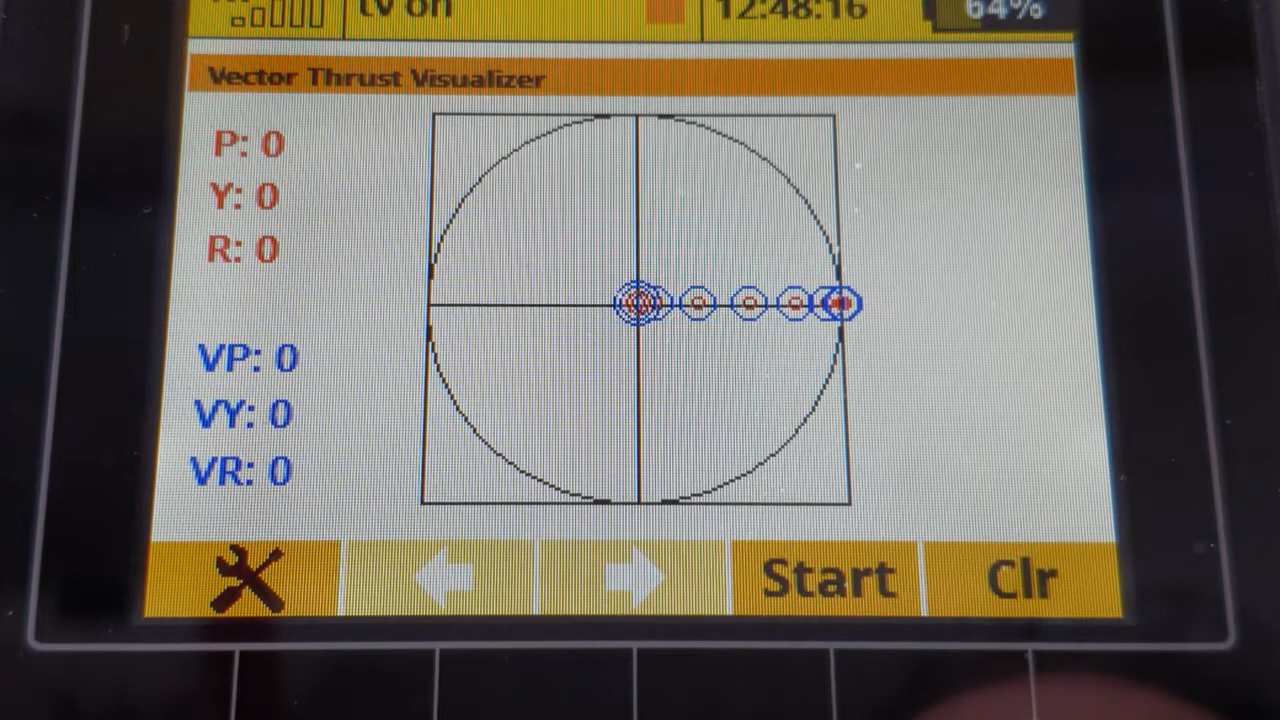 tv on
12:48:16
64%
Vector Thrust Visualizer
P: 0
Y: 0
R: 0
VP: 0
VY: 0
VR: 0
Start
Clr